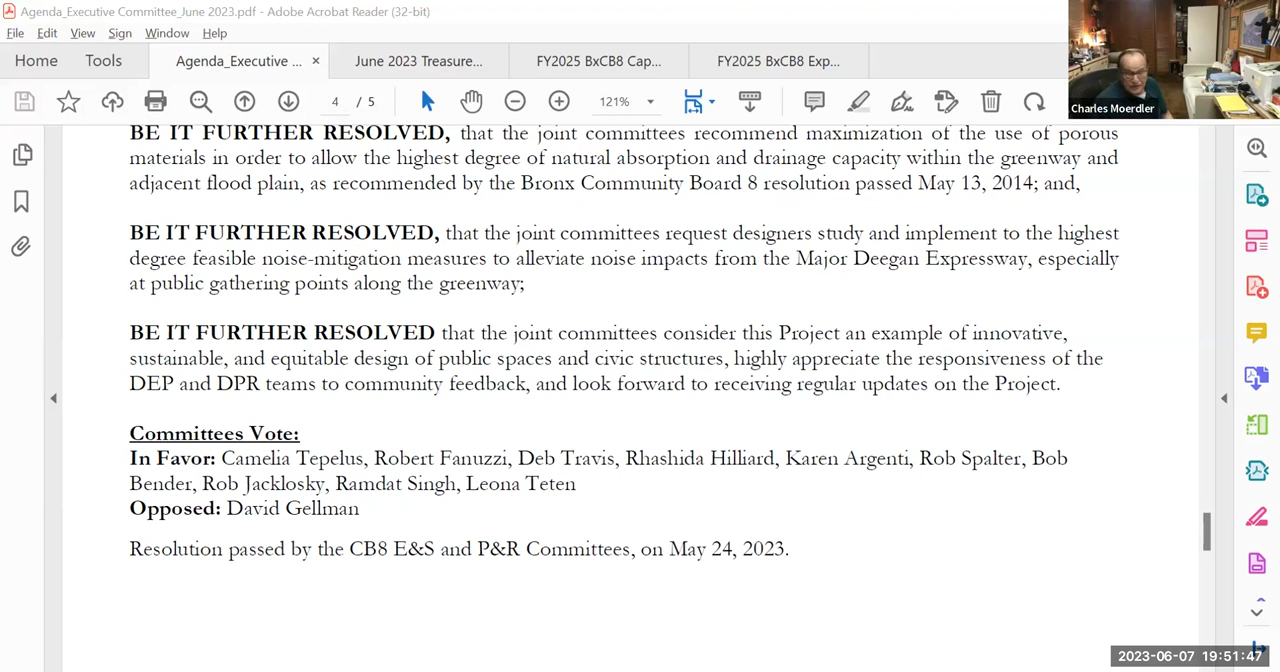 Agenda_Executive Committee_June 2023.pdf - Adobe Acrobat Reader (32-bit)
File Edit View Sign Window Help
Home Tools Agenda_Executive ... × June 2023 Treasure... FY2025 BxCB8 Cap... FY2025 BxCB8 Exp...
4 / 5 121%
Charles Moerdler
BE IT FURTHER RESOLVED, that the joint committees recommend maximization of the use of porous
materials in order to allow the highest degree of natural absorption and drainage capacity within the greenway and
adjacent flood plain, as recommended by the Bronx Community Board 8 resolution passed May 13, 2014; and,
BE IT FURTHER RESOLVED, that the joint committees request designers study and implement to the highest
degree feasible noise-mitigation measures to alleviate noise impacts from the Major Deegan Expressway, especially
at public gathering points along the greenway;
BE IT FURTHER RESOLVED that the joint committees consider this Project an example of innovative,
sustainable, and equitable design of public spaces and civic structures, highly appreciate the responsiveness of the
DEP and DPR teams to community feedback, and look forward to receiving regular updates on the Project.
Committees Vote:
In Favor: Camelia Tepelus, Robert Fanuzzi, Deb Travis, Rhashida Hilliard, Karen Argenti, Rob Spalter, Bob
Bender, Rob Jacklosky, Ramdat Singh, Leona Teten
Opposed: David Gellman
Resolution passed by the CB8 E&S and P&R Committees, on May 24, 2023.
2023-06-07 19:51:47